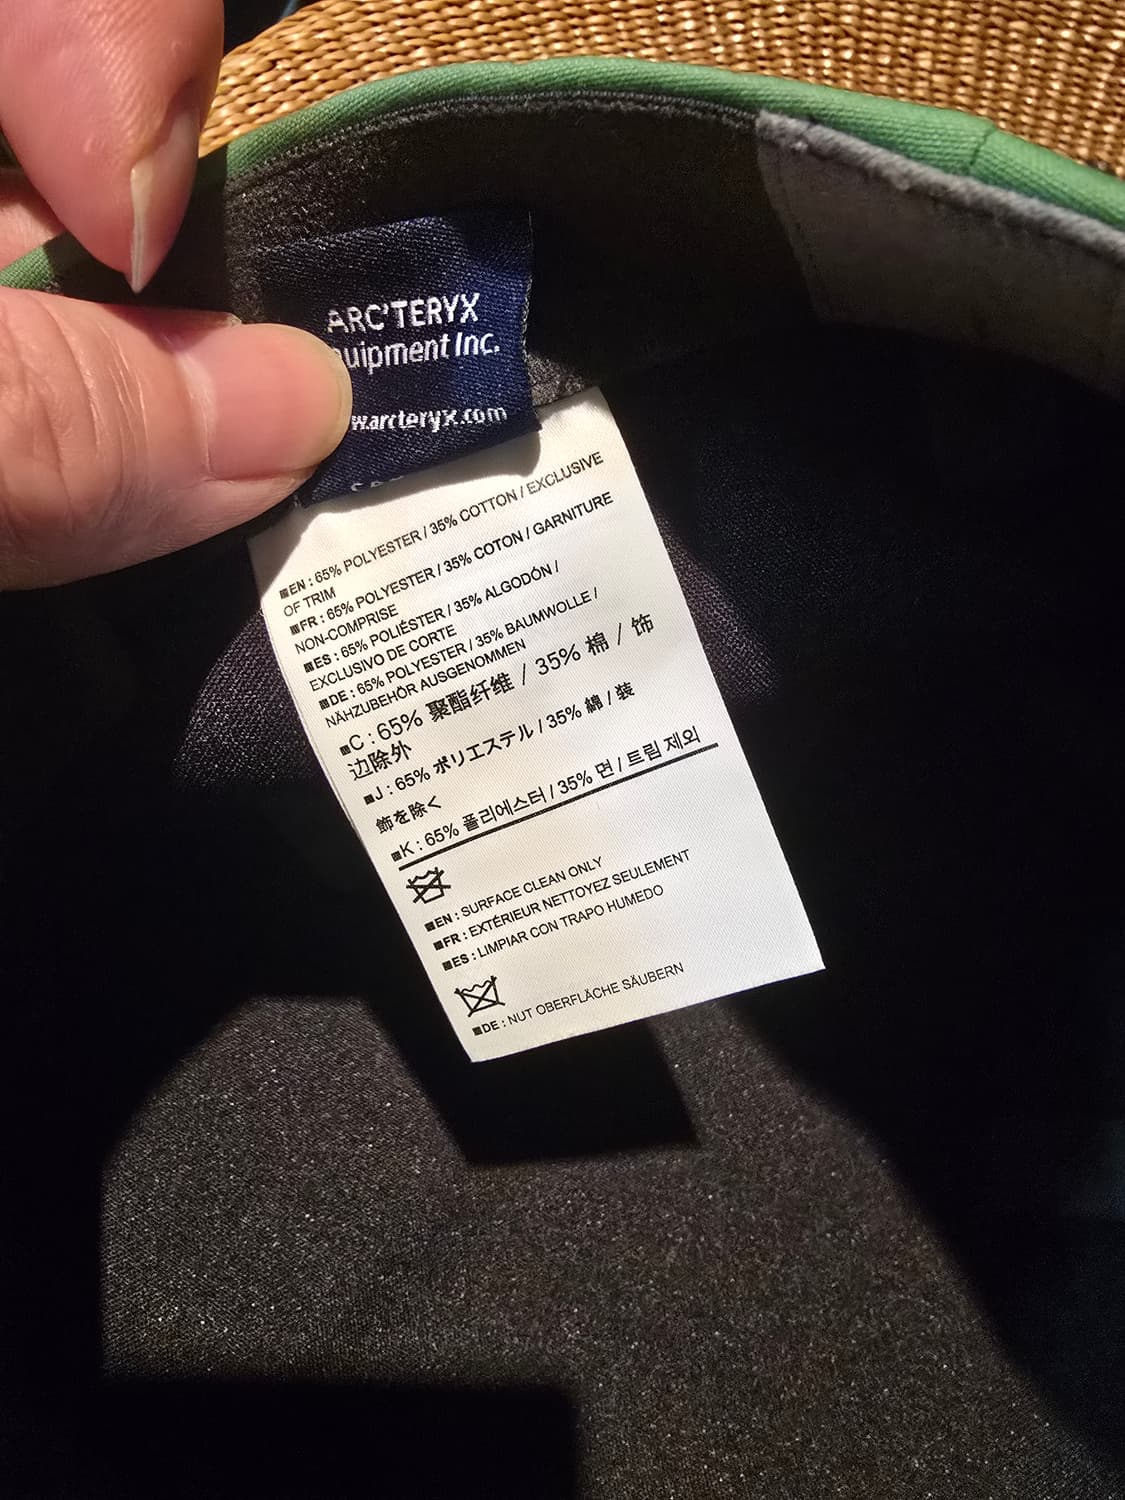 ARC'TERYX
Inc.
■EN : 65% POLYESTER / 35% COTTON / EXCLUSIVE
OF TRIM
■FR : 65% POLYESTER / 35% COTON / GARNITURE
NON-COMPRISE
■ES : 65% POLIÉSTER / 35% ALGODÓN /
EXCLUSIVO DE CORTE
■DE : 65% POLYESTER / 35% BAUMWOLLE /
NÄHZUBEHÖR AUSGENOMMEN
■C : 65% 聚酯纤维 / 35% 棉 / 饰
边除外
■J : 65% ポリエステル / 35% 綿 / 装
飾を除く
■K : 65% 폴리에스터 / 35% 면 / 트림 제외
■EN : SURFACE CLEAN ONLY
■FR : EXTÉRIEUR NETTOYEZ SEULEMENT
■ES : LIMPIAR CON TRAPO HUMEDO
■DE : NUT OBERFLÄCHE SÄUBERN